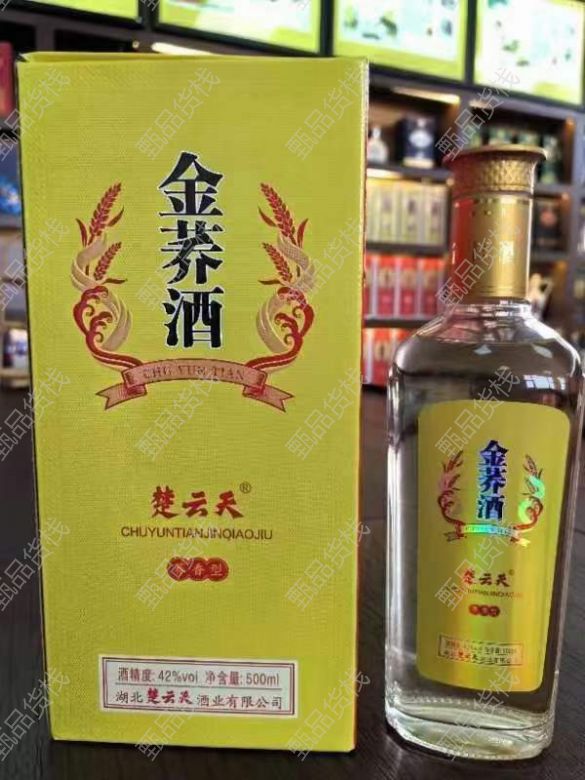 金荞酒
CHU YUN TIAN
楚云天®
CHUYUNTIANJINQIAOJIU
酒精度:42%vol 净含量:500ml
湖北楚云天酒业有限公司
金荞酒
楚云天®
甄品货栈